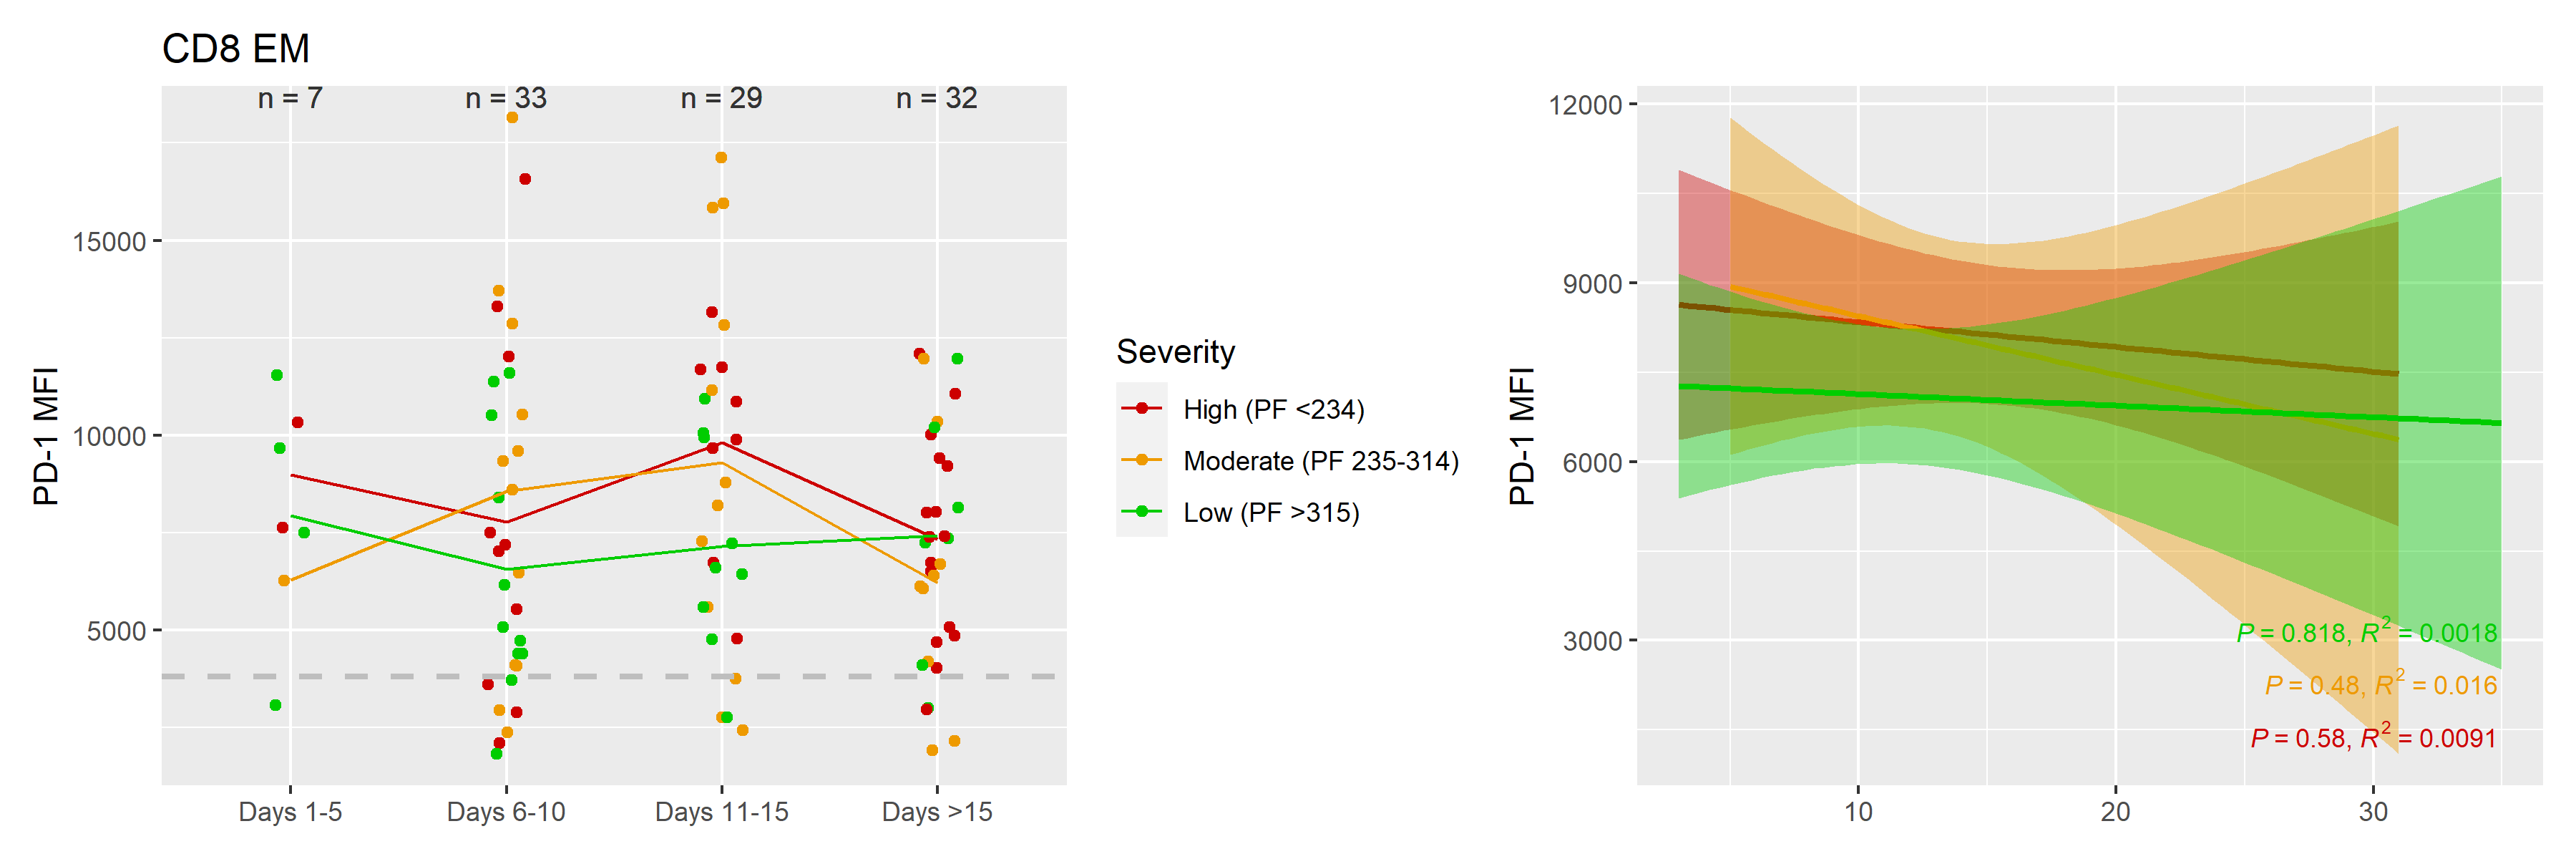 CD8 EM
n = 7
n = 33
n = 29
n = 32
PD-1 MFI
15000
10000
5000
Days 1-5
Days 6-10
Days 11-15
Days >15
Severity
High (PF <234)
Moderate (PF 235-314)
Low (PF >315)
PD-1 MFI
12000
9000
6000
3000
P = 0.818, R² = 0.0018
P = 0.48, R² = 0.016
P = 0.58, R² = 0.0091
10
20
30